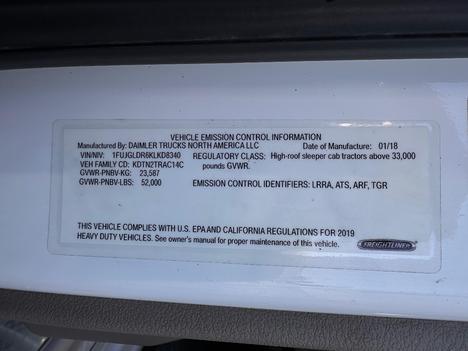 VEHICLE EMISSION CONTROL INFORMATION
Manufactured By: DAIMLER TRUCKS NORTH AMERICA LLC Date of Manufacture: 01/18
VIN/NIV: 1FUJGLDR6KLKD8340 REGULATORY CLASS: High-roof sleeper cab tractors above 33,000
VEH FAMILY CD: KDTN2TRAC14C pounds GVWR.
GVWR-PNBV-KG: 23,587
GVWR-PNBV-LBS: 52,000 EMISSION CONTROL IDENTIFIERS: LRRA, ATS, ARF, TGR
THIS VEHICLE COMPLIES WITH U.S. EPA AND CALIFORNIA REGULATIONS FOR 2019
HEAVY DUTY VEHICLES. See owner's manual for proper maintenance of this vehicle. FREIGHTLINER